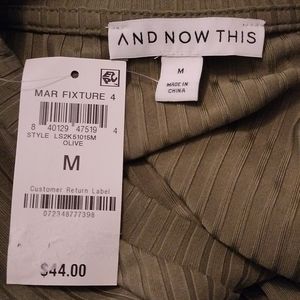 AND NOW THIS
M
MADE IN
CHINA
MAR FIXTURE 4
8 40129 47519 4
STYLE LS2K51015M
OLIVE
M
Customer Return Label
072348777398
$44.00